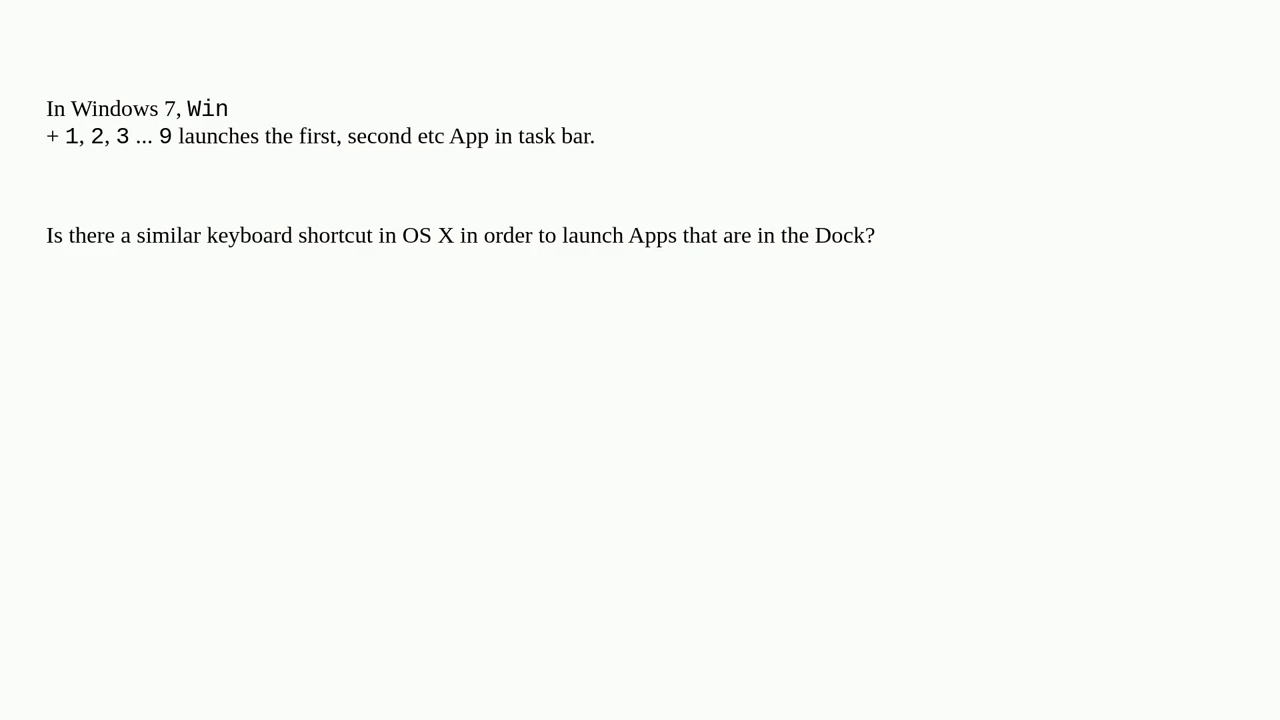 In Windows 7, Win
+ 1, 2, 3 ... 9 launches the first, second etc App in task bar.
Is there a similar keyboard shortcut in OS X in order to launch Apps that are in the Dock?